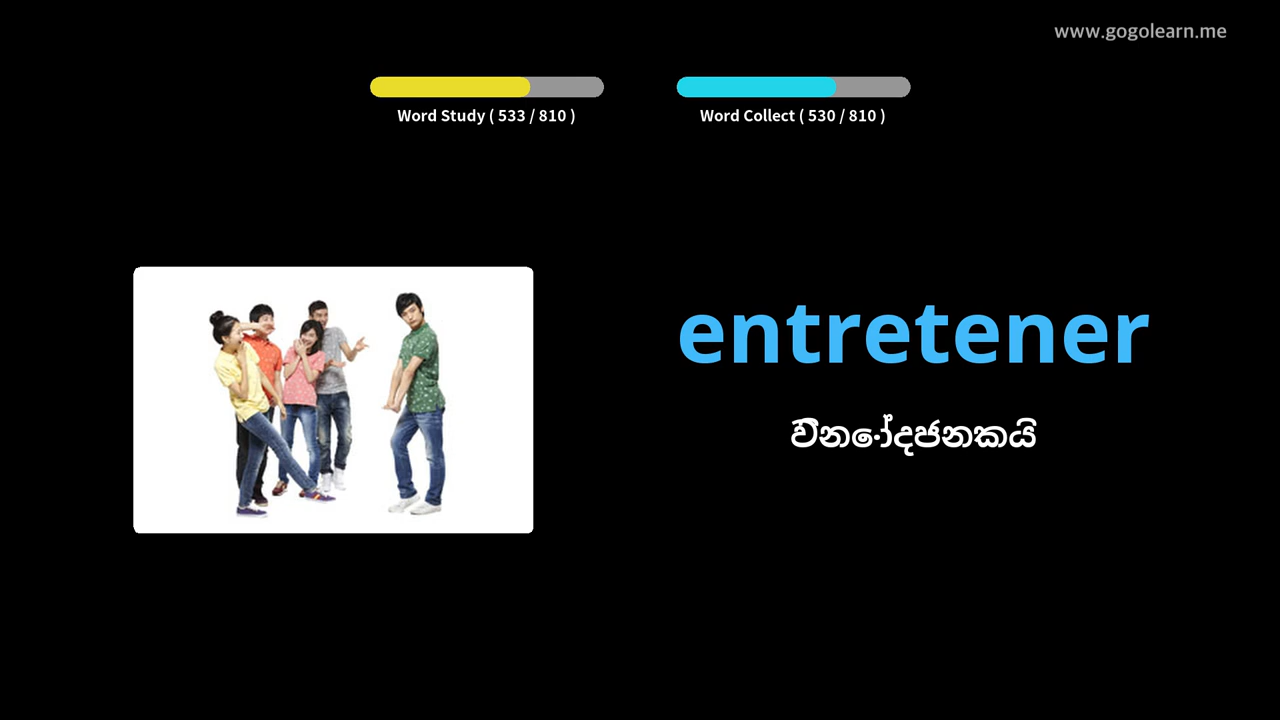 www.gogolearn.me
Word Study ( 533 / 810 )
Word Collect ( 530 / 810 )
entretener
විනෝදජනකයි